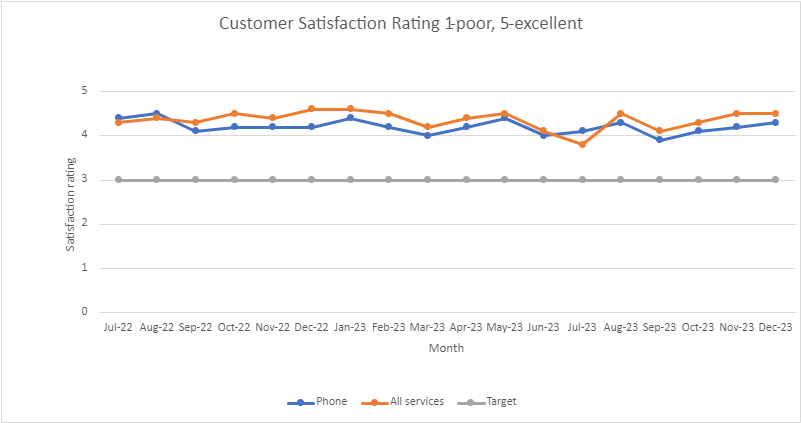 Customer Satisfaction Rating 1-poor, 5-excellent
5
4
3
2
1
0
Satisfaction rating
Jul-22 Aug-22 Sep-22 Oct-22 Nov-22 Dec-22 Jan-23 Feb-23 Mar-23 Apr-23 May-23 Jun-23 Jul-23 Aug-23 Sep-23 Oct-23 Nov-23 Dec-23
Month
Phone All services Target